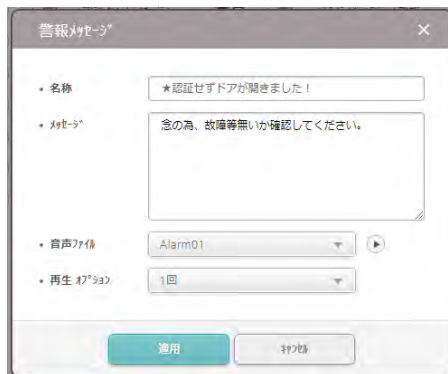 警報ﾒｯｾｰｼﾞ
×
• 名称
★認証せずドアが開きました！
• ﾒｯｾｰｼﾞ
念の為、故障等無いか確認してください。
• 音声ﾌｧｲﾙ
Alarm01
• 再生 ｵﾌﾟｼｮﾝ
1回
適用
ｷｬﾝｾﾙ